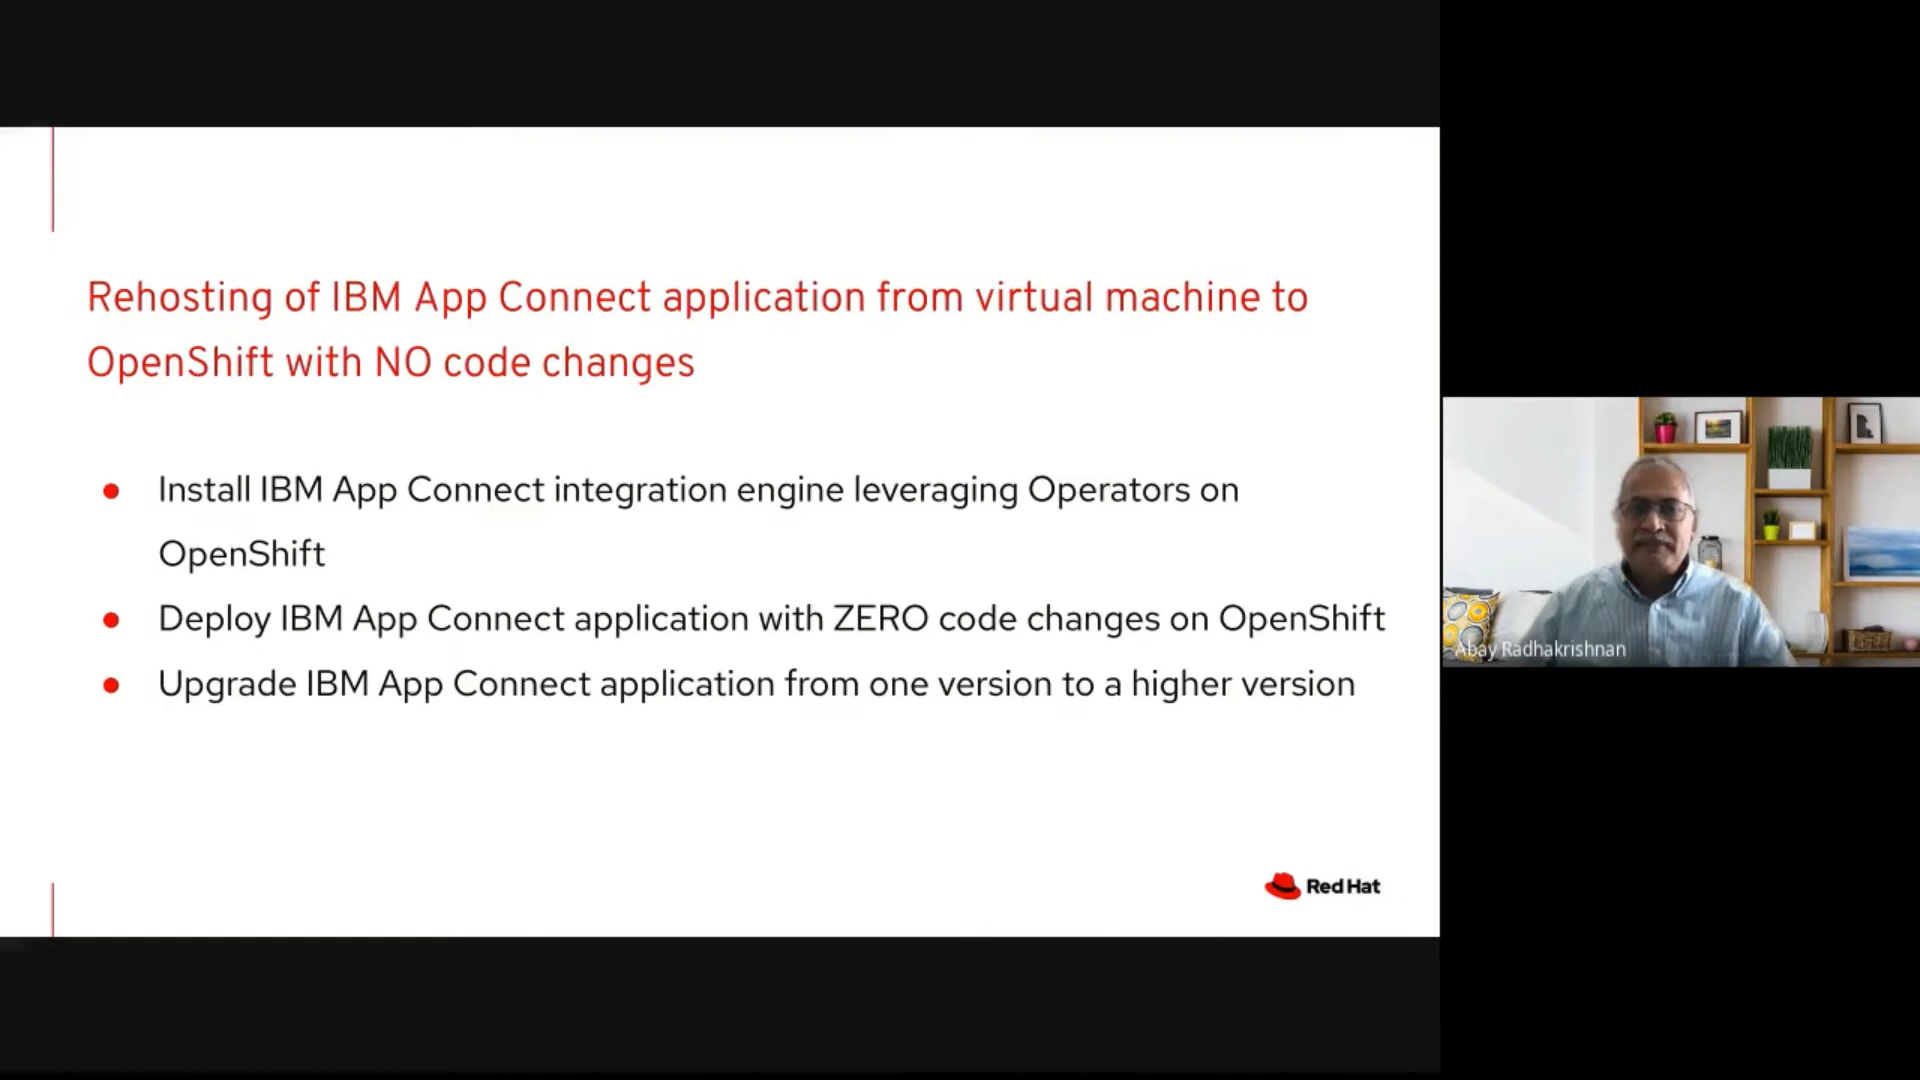 Rehosting of IBM App Connect application from virtual machine to
OpenShift with NO code changes
● Install IBM App Connect integration engine leveraging Operators on
OpenShift
● Deploy IBM App Connect application with ZERO code changes on OpenShift
● Upgrade IBM App Connect application from one version to a higher version
Red Hat
Abay Radhakrishnan